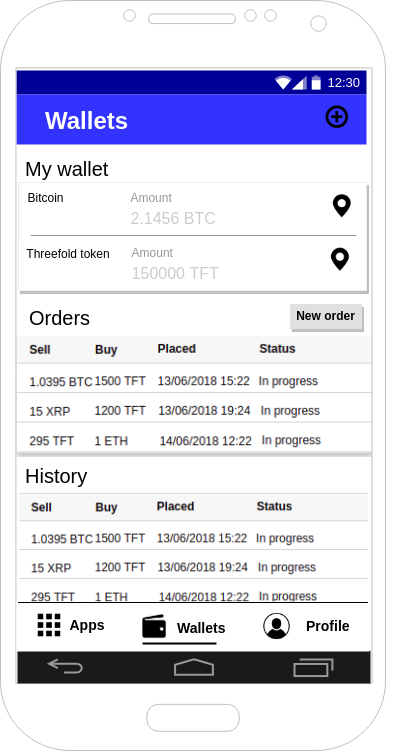 12:30
Wallets
My wallet
Bitcoin Amount
2.1456 BTC
Threefold token Amount
150000 TFT
Orders New order
Sell Buy Placed Status
1.0395 BTC 1500 TFT 13/06/2018 15:22 In progress
15 XRP 1200 TFT 13/06/2018 19:24 In progress
295 TFT 1 ETH 14/06/2018 12:22 In progress
History
Sell Buy Placed Status
1.0395 BTC 1500 TFT 13/06/2018 15:22 In progress
15 XRP 1200 TFT 13/06/2018 19:24 In progress
295 TFT 1 ETH 14/06/2018 12:22 In progress
Apps Wallets Profile